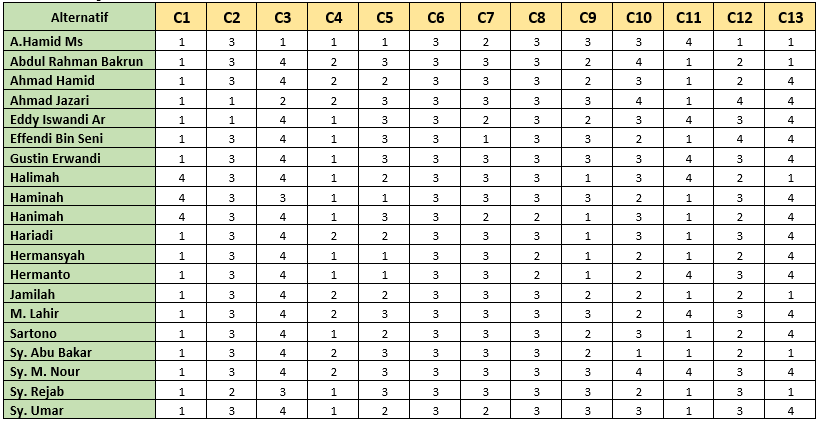 Alternatif C1 C2 C3 C4 C5 C6 C7 C8 C9 C10 C11 C12 C13
A.Hamid Ms 1 3 1 1 1 3 2 3 3 3 4 1 1
Abdul Rahman Bakrun 1 3 4 2 3 3 3 3 2 4 1 2 1
Ahmad Hamid 1 3 4 2 2 3 3 3 2 3 1 2 4
Ahmad Jazari 1 1 2 2 3 3 3 3 3 4 1 4 4
Eddy Iswandi Ar 1 1 4 1 3 3 2 3 2 3 4 3 4
Effendi Bin Seni 1 3 4 1 3 3 1 3 3 2 1 4 4
Gustin Erwandi 1 3 4 1 3 3 3 3 3 3 4 3 4
Halimah 4 3 4 1 2 3 3 3 1 3 4 2 1
Haminah 4 3 3 1 1 3 3 3 3 2 1 3 4
Hanimah 4 3 4 1 3 3 2 2 1 3 1 2 4
Hariadi 1 3 4 2 2 3 3 3 1 3 1 3 4
Hermansyah 1 3 4 1 1 3 3 2 1 2 1 2 4
Hermanto 1 3 4 1 1 3 3 2 1 2 4 3 4
Jamilah 1 3 4 2 2 3 3 3 2 2 1 2 1
M. Lahir 1 3 4 2 3 3 3 3 3 2 4 3 4
Sartono 1 3 4 1 2 3 3 3 2 3 1 2 4
Sy. Abu Bakar 1 3 4 2 3 3 3 3 2 1 1 2 1
Sy. M. Nour 1 3 4 2 3 3 3 3 3 4 4 3 4
Sy. Rejab 1 2 3 1 3 3 3 3 3 2 1 3 1
Sy. Umar 1 3 4 1 2 3 2 3 3 3 1 3 4